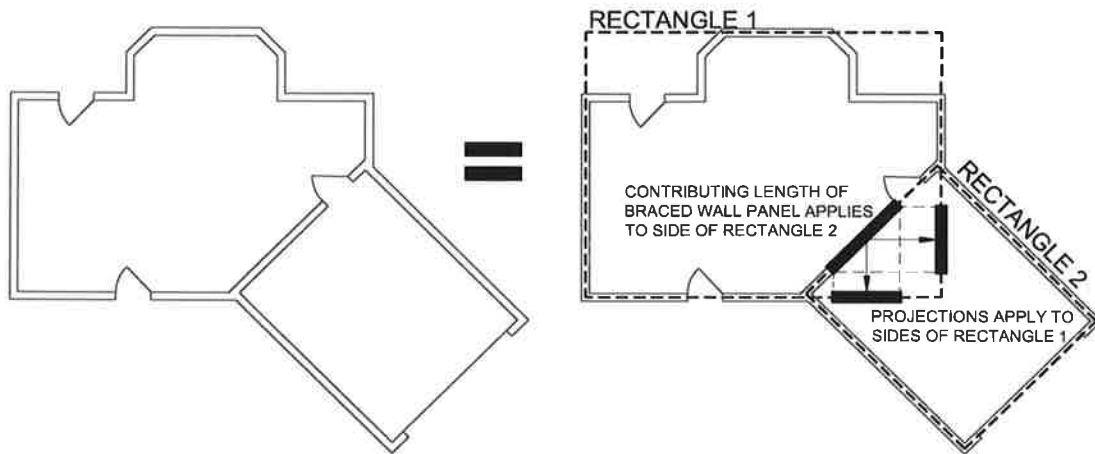 RECTANGLE 1
CONTRIBUTING LENGTH OF
BRACED WALL PANEL APPLIES
TO SIDE OF RECTANGLE 2
RECTANGLE 2
PROJECTIONS APPLY TO
SIDES OF RECTANGLE 1